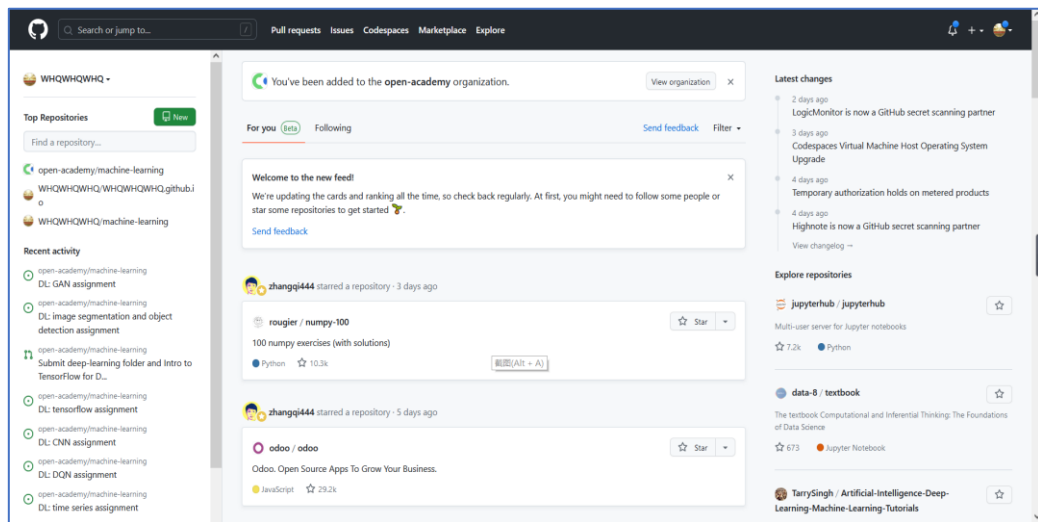 Search or jump to...
/
Pull requests Issues Codespaces Marketplace Explore
WHQWHQWHQ
Top Repositories
New
Find a repository...
open-academy/machine-learning
WHQWHQWHQ/WHQWHQWHQ.github.i
o
WHQWHQWHQ/machine-learning
Recent activity
open-academy/machine-learning
DL: GAN assignment
open-academy/machine-learning
DL: image segmentation and object
detection assignment
open-academy/machine-learning
Submit deep-learning folder and Intro to
TensorFlow for D...
open-academy/machine-learning
DL: tensorflow assignment
open-academy/machine-learning
DL: CNN assignment
open-academy/machine-learning
DL: DQN assignment
open-academy/machine-learning
DL: time series assignment
You've been added to the open-academy organization.
View organization
For you Beta Following
Send feedback Filter
Welcome to the new feed!
We're updating the cards and ranking all the time, so check back regularly. At first, you might need to follow some people or
star some repositories to get started 🌱.
Send feedback
zhangqi444 starred a repository · 3 days ago
rougier / numpy-100
Star
100 numpy exercises (with solutions)
Python 10.3k
截图(Alt + A)
zhangqi444 starred a repository · 5 days ago
odoo / odoo
Star
Odoo. Open Source Apps To Grow Your Business.
JavaScript 29.2k
Latest changes
2 days ago
LogicMonitor is now a GitHub secret scanning partner
3 days ago
Codespaces Virtual Machine Host Operating System
Upgrade
4 days ago
Temporary authorization holds on metered products
4 days ago
Highnote is now a GitHub secret scanning partner
View changelog →
Explore repositories
jupyterhub / jupyterhub
Multi-user server for Jupyter notebooks
7.2k Python
data-8 / textbook
The textbook Computational and Inferential Thinking: The Foundations
of Data Science
673 Jupyter Notebook
TarrySingh / Artificial-Intelligence-Deep-
Learning-Machine-Learning-Tutorials